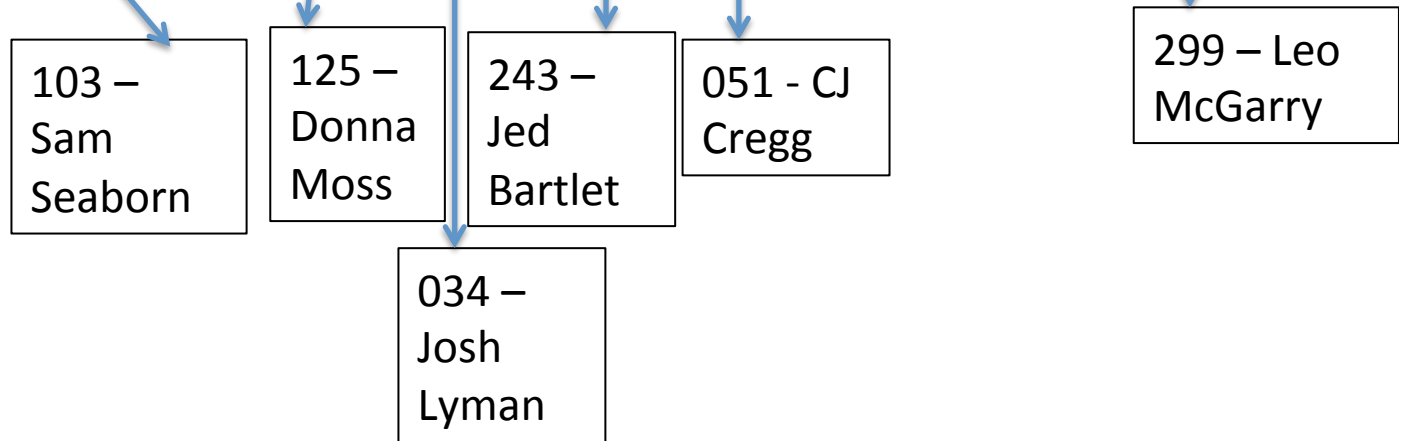 103 –
Sam
Seaborn
125 –
Donna
Moss
243 –
Jed
Bartlet
051 - CJ
Cregg
299 – Leo
McGarry
034 –
Josh
Lyman